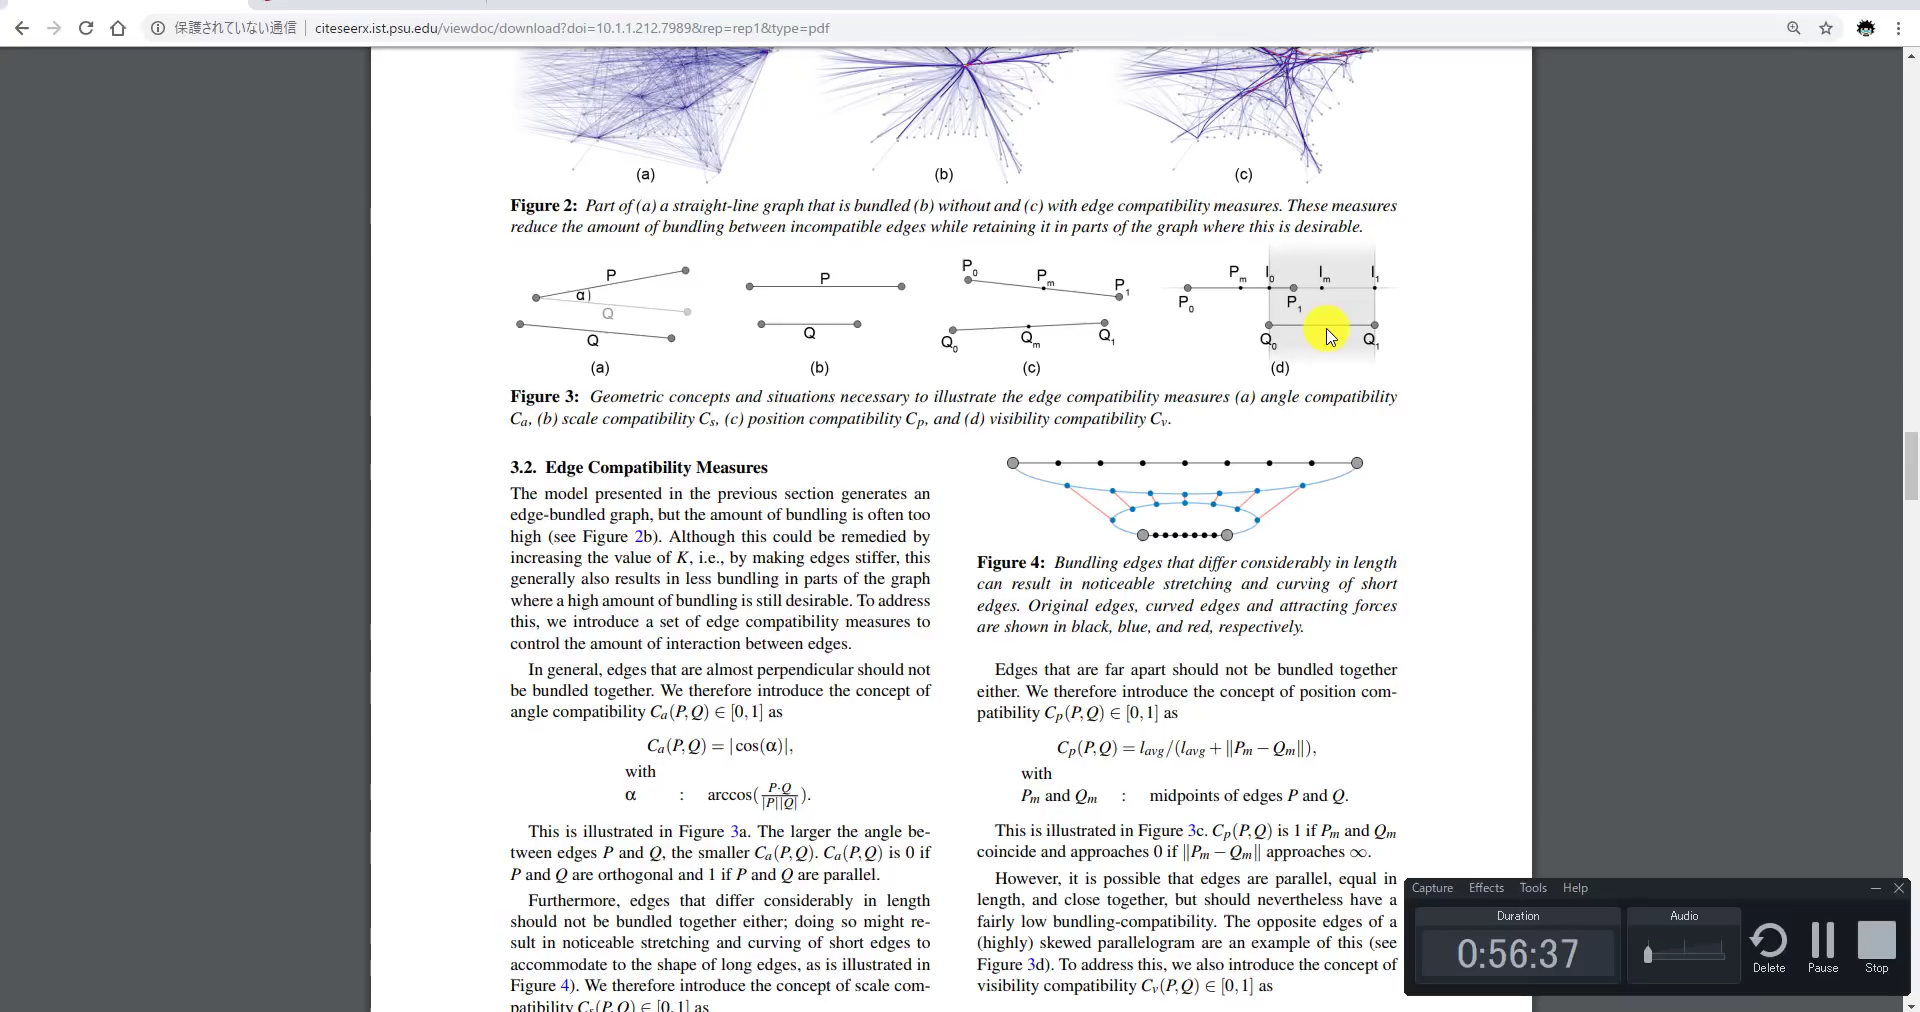 保護されていない通信 | citeseerx.ist.psu.edu/viewdoc/download?doi=10.1.1.212.7989&rep=rep1&type=pdf
(a) (b) (c)
Figure 2: Part of (a) a straight-line graph that is bundled (b) without and (c) with edge compatibility measures. These measures
reduce the amount of bundling between incompatible edges while retaining it in parts of the graph where this is desirable.
P α) Q Q
(a)
P Q
(b)
P0 Pm P1 Q0 Qm Q1
(c)
Pm I0 Im I1 P0 P1 Q0 Q1
(d)
Figure 3: Geometric concepts and situations necessary to illustrate the edge compatibility measures (a) angle compatibility
Ca, (b) scale compatibility Cs, (c) position compatibility Cp, and (d) visibility compatibility Cv.
3.2. Edge Compatibility Measures
The model presented in the previous section generates an
edge-bundled graph, but the amount of bundling is often too
high (see Figure 2b). Although this could be remedied by
increasing the value of K, i.e., by making edges stiffer, this
generally also results in less bundling in parts of the graph
where a high amount of bundling is still desirable. To address
this, we introduce a set of edge compatibility measures to
control the amount of interaction between edges.
In general, edges that are almost perpendicular should not
be bundled together. We therefore introduce the concept of
angle compatibility Ca(P,Q) ∈ [0,1] as
Ca(P,Q) = |cos(α)|,
with
α : arccos(P·Q/|P||Q|).
This is illustrated in Figure 3a. The larger the angle be-
tween edges P and Q, the smaller Ca(P,Q). Ca(P,Q) is 0 if
P and Q are orthogonal and 1 if P and Q are parallel.
Furthermore, edges that differ considerably in length
should not be bundled together either; doing so might re-
sult in noticeable stretching and curving of short edges to
accommodate to the shape of long edges, as is illustrated in
Figure 4). We therefore introduce the concept of scale com-
patibility Cs(P,Q) ∈ [0,1] as
Figure 4: Bundling edges that differ considerably in length
can result in noticeable stretching and curving of short
edges. Original edges, curved edges and attracting forces
are shown in black, blue, and red, respectively.
Edges that are far apart should not be bundled together
either. We therefore introduce the concept of position com-
patibility Cp(P,Q) ∈ [0,1] as
Cp(P,Q) = lavg/(lavg + ‖Pm − Qm‖),
with
Pm and Qm : midpoints of edges P and Q.
This is illustrated in Figure 3c. Cp(P,Q) is 1 if Pm and Qm
coincide and approaches 0 if ‖Pm − Qm‖ approaches ∞.
However, it is possible that edges are parallel, equal in
length, and close together, but should nevertheless have a
fairly low bundling-compatibility. The opposite edges of a
(highly) skewed parallelogram are an example of this (see
Figure 3d). To address this, we also introduce the concept of
visibility compatibility Cv(P,Q) ∈ [0,1] as
Capture Effects Tools Help
Duration Audio
0:56:37
Delete Pause Stop